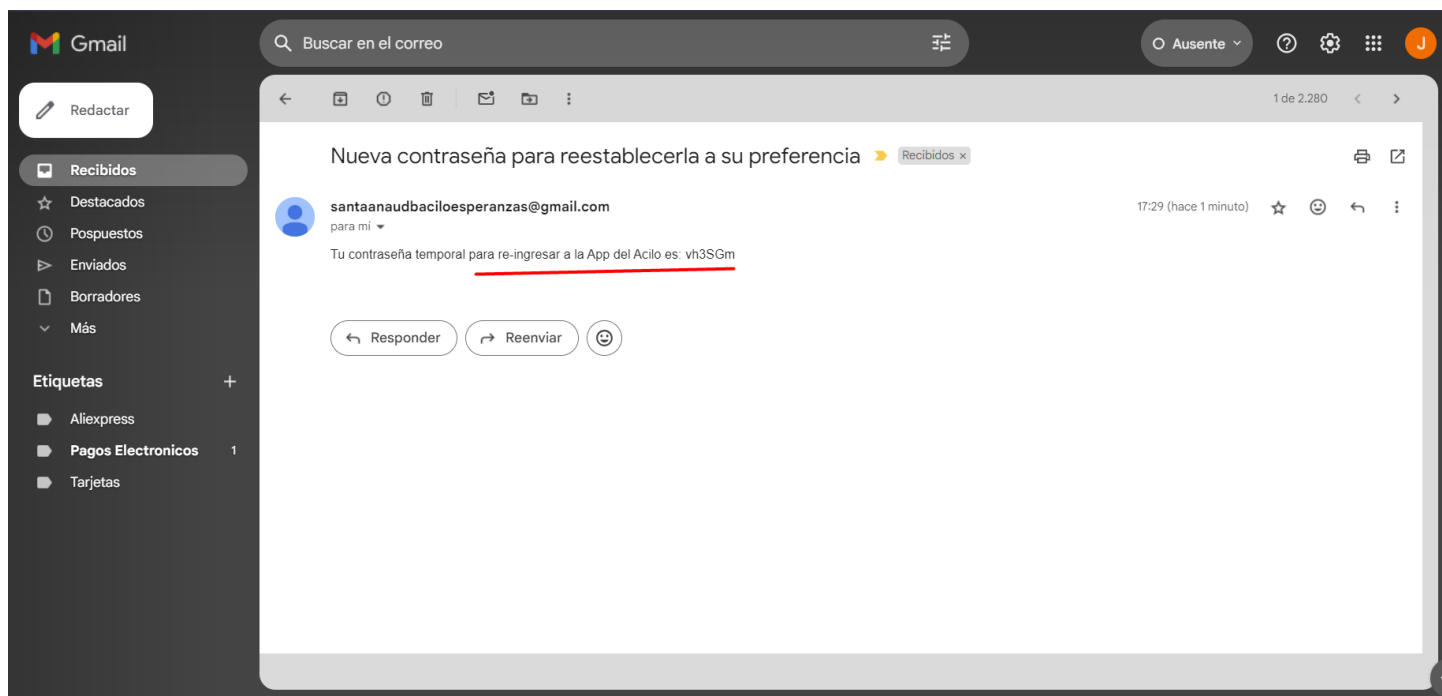 Gmail
Buscar en el correo
Ausente
J
Redactar
1 de 2.280
Nueva contraseña para reestablecerla a su preferencia
Recibidos ×
Recibidos
Destacados
Pospuestos
Enviados
Borradores
Más
santaanaudbaciloesperanzas@gmail.com
17:29 (hace 1 minuto)
para mí
Tu contraseña temporal para re-ingresar a la App del Acilo es: vh3SGm
Responder
Reenviar
Etiquetas
+
Aliexpress
Pagos Electronicos 1
Tarjetas